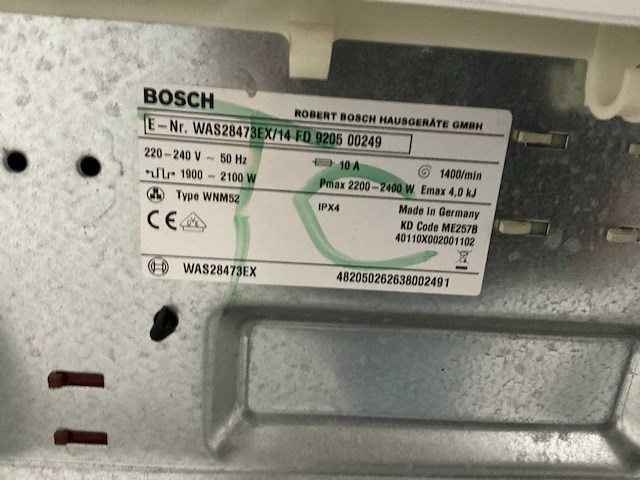 BOSCH
ROBERT BOSCH HAUSGERÄTE GMBH
E-Nr. WAS28473EX/14 FD 9205 00249
220-240 V ~ 50 Hz
10 A
1400/min
1900 - 2100 W
Pmax 2200-2400 W Emax 4,0 kJ
Type WNM52
IPX4
Made in Germany
KD Code ME257B
40110X002001102
CE
WAS28473EX
482050262638002491